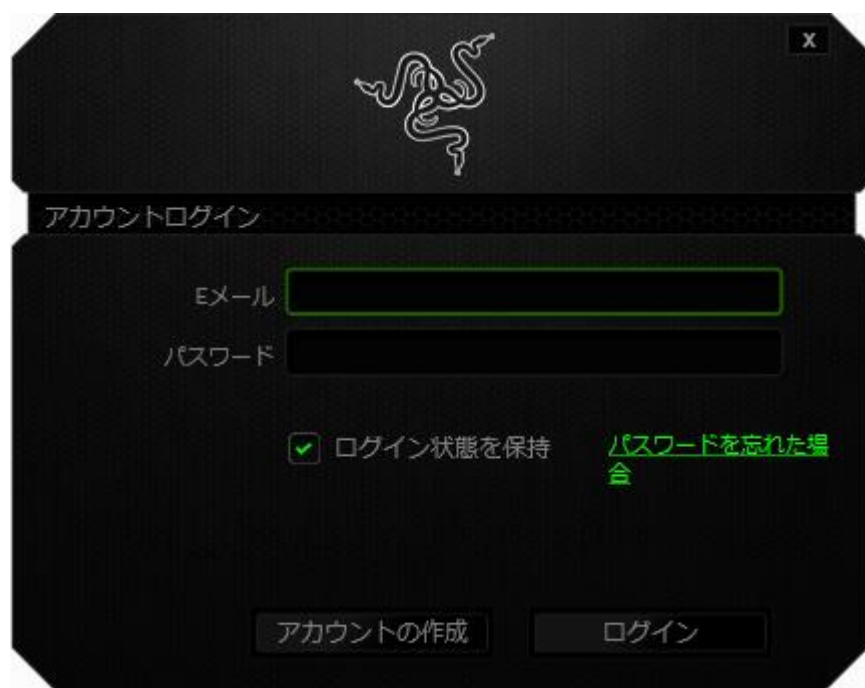 X
アカウントログイン
Eメール
パスワード
ログイン状態を保持
パスワードを忘れた場
合
アカウントの作成
ログイン